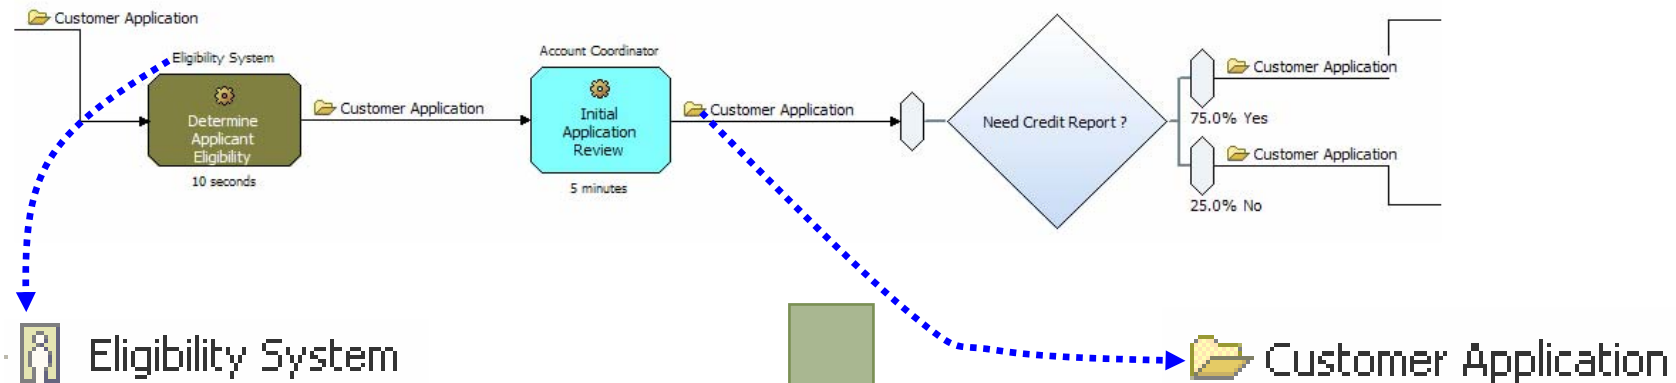 Customer Application
Eligibility System
Determine
Applicant
Eligibility
10 seconds
Customer Application
Account Coordinator
Initial
Application
Review
5 minutes
Customer Application
Need Credit Report ?
Customer Application
75.0% Yes
Customer Application
25.0% No
Eligibility System
Customer Application